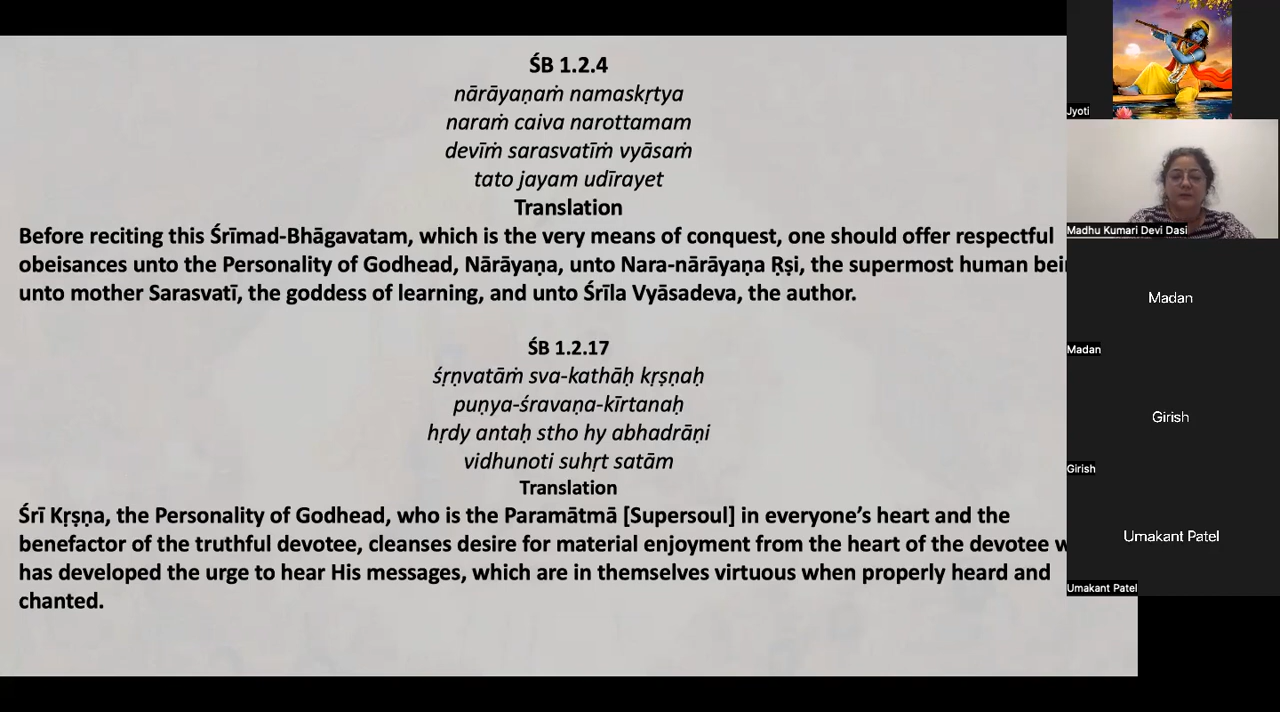 ŚB 1.2.4
nārāyaṇaṁ namaskṛtya
naraṁ caiva narottamam
devīṁ sarasvatīṁ vyāsaṁ
tato jayam udīrayet
Translation
Before reciting this Śrīmad-Bhāgavatam, which is the very means of conquest, one should offer respectful
obeisances unto the Personality of Godhead, Nārāyaṇa, unto Nara-nārāyaṇa Ṛṣi, the supermost human
unto mother Sarasvatī, the goddess of learning, and unto Śrīla Vyāsadeva, the author.
ŚB 1.2.17
śṛṇvatāṁ sva-kathāḥ kṛṣṇaḥ
puṇya-śravaṇa-kīrtanaḥ
hṛdy antaḥ stho hy abhadrāṇi
vidhunoti suhṛt satām
Translation
Śrī Kṛṣṇa, the Personality of Godhead, who is the Paramātmā [Supersoul] in everyone’s heart and the
benefactor of the truthful devotee, cleanses desire for material enjoyment from the heart of the devotee
has developed the urge to hear His messages, which are in themselves virtuous when properly heard and
chanted.
Jyoti
Madhu Kumari Devi Dasi
Madan
Madan
Girish
Girish
Umakant Patel
Umakant Patel